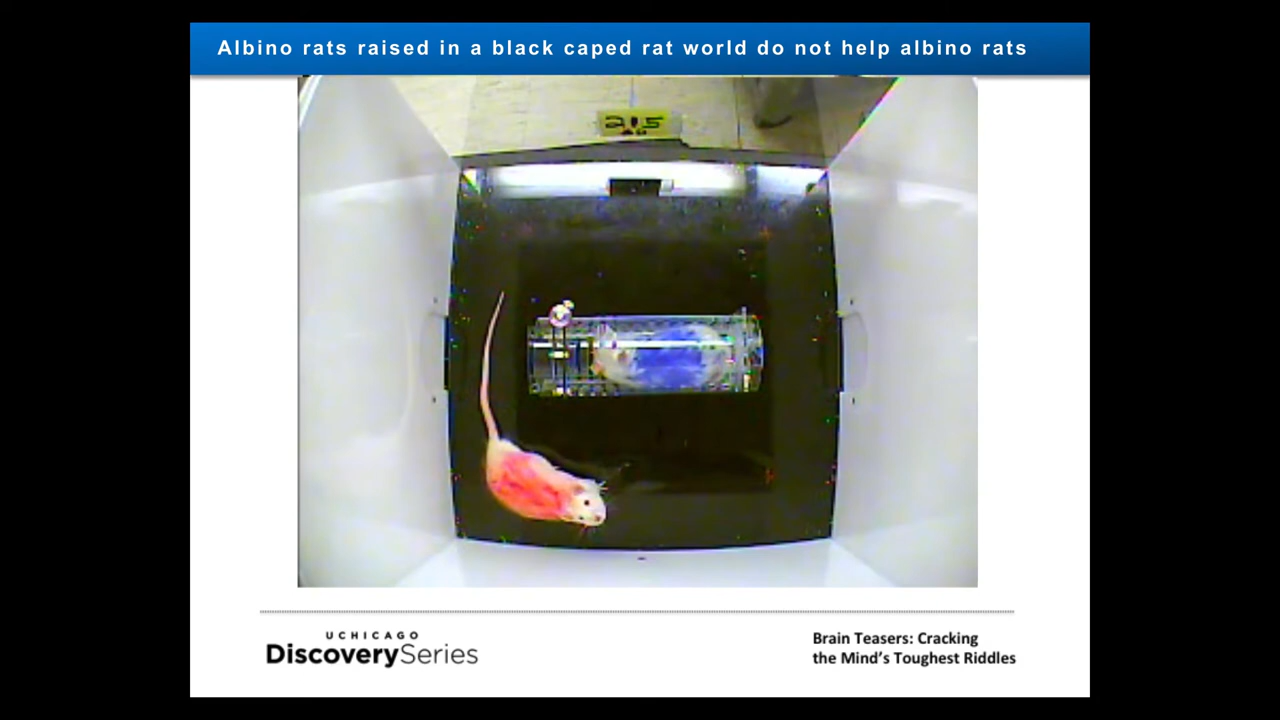 Albino rats raised in a black caped rat world do not help albino rats
215
UCHICAGO
DiscoverySeries
Brain Teasers: Cracking
the Mind's Toughest Riddles